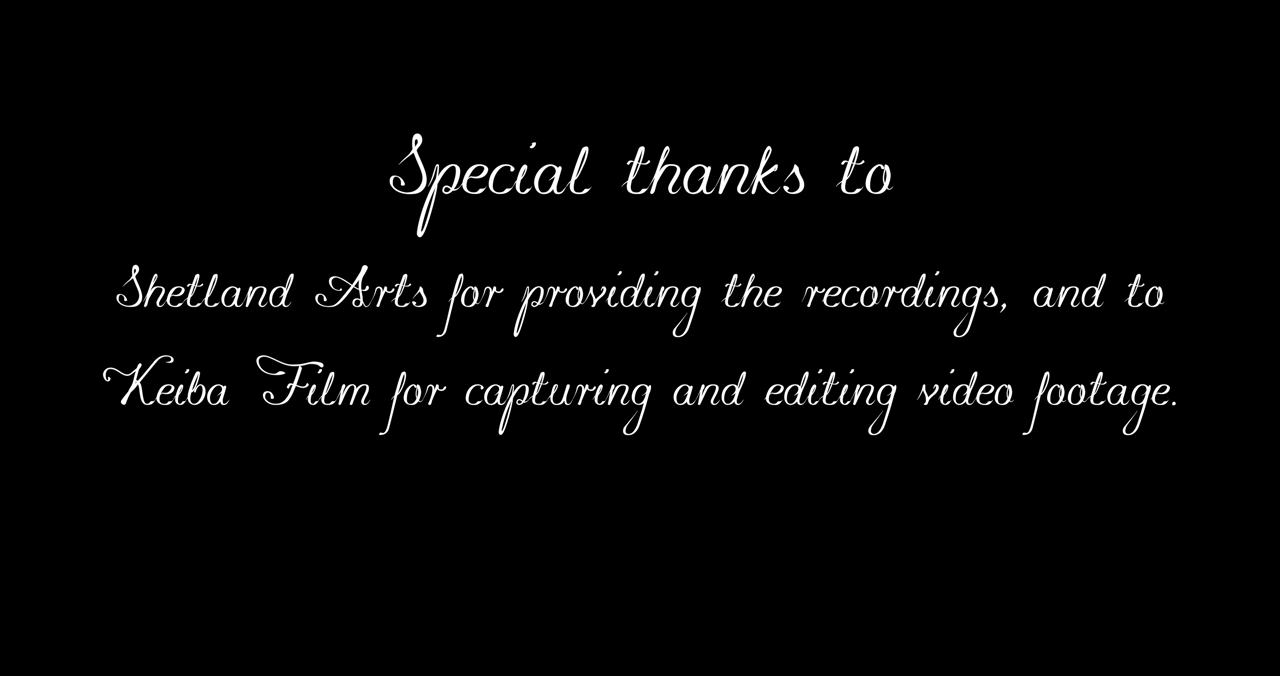 Special thanks to
Shetland Arts for providing the recordings, and to
Keiba Film for capturing and editing video footage.